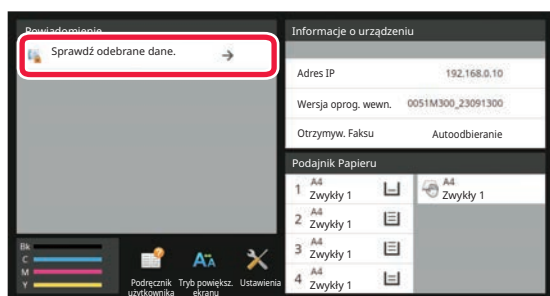 Powiadomienie
Sprawdź odebrane dane.
Informacje o urządzeniu
Adres IP 192.168.0.10
Wersja oprog. wewn. 0051M300_23091300
Otrzymyw. Faksu Autoodbieranie
Podajnik Papieru
1 A4
Zwykły 1
A4
Zwykły 1
2 A4
Zwykły 1
3 A4
Zwykły 1
4 A4
Zwykły 1
Bk
C
M
Y
Podręcznik
użytkownika
Tryb powiększ.
ekranu
Ustawienia